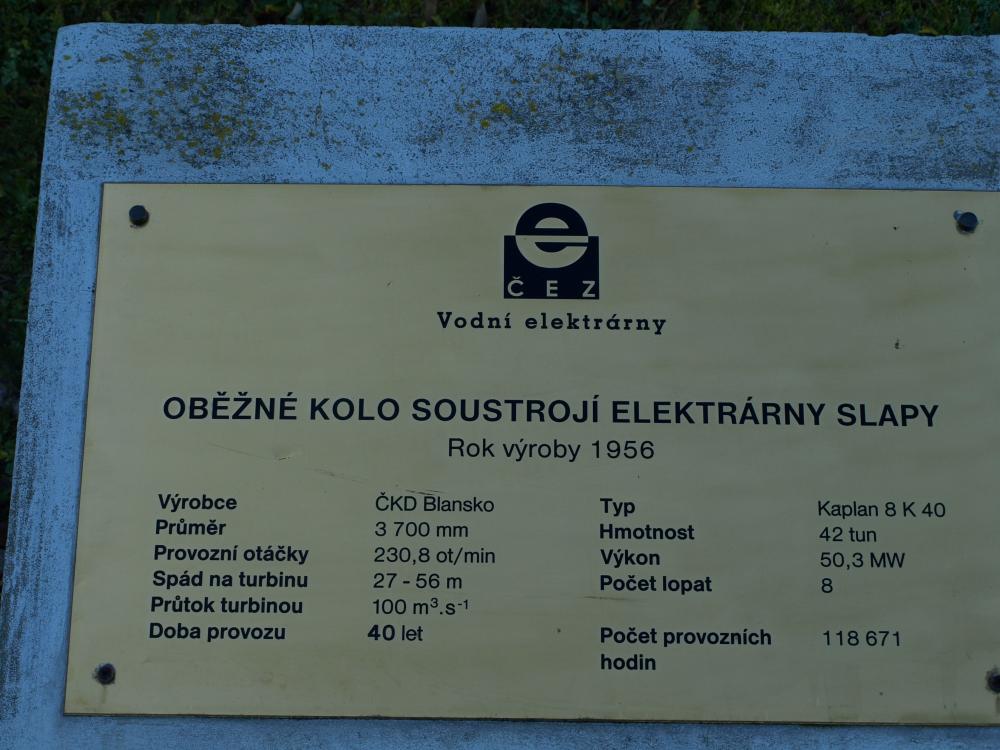 ČEZ
Vodní elektrárny
OBĚŽNÉ KOLO SOUSTROJÍ ELEKTRÁRNY SLAPY
Rok výroby 1956
Výrobce ČKD Blansko
Průměr 3 700 mm
Provozní otáčky 230,8 ot/min
Spád na turbinu 27 - 56 m
Průtok turbinou 100 m³.s⁻¹
Doba provozu 40 let
Typ Kaplan 8 K 40
Hmotnost 42 tun
Výkon 50,3 MW
Počet lopat 8
Počet provozních 118 671
hodin